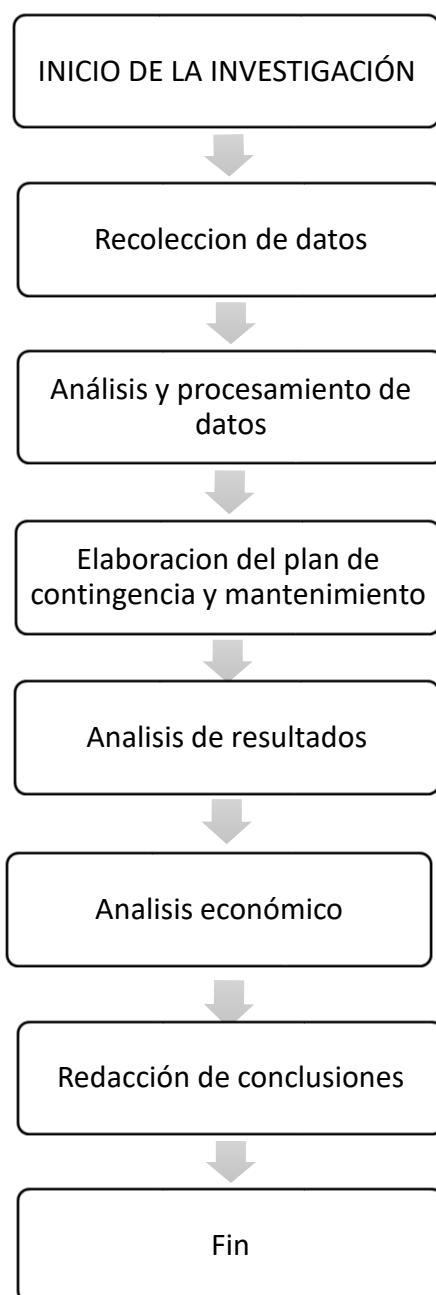 INICIO DE LA INVESTIGACIÓN
Recoleccion de datos
Análisis y procesamiento de
datos
Elaboracion del plan de
contingencia y mantenimiento
Analisis de resultados
Analisis económico
Redacción de conclusiones
Fin